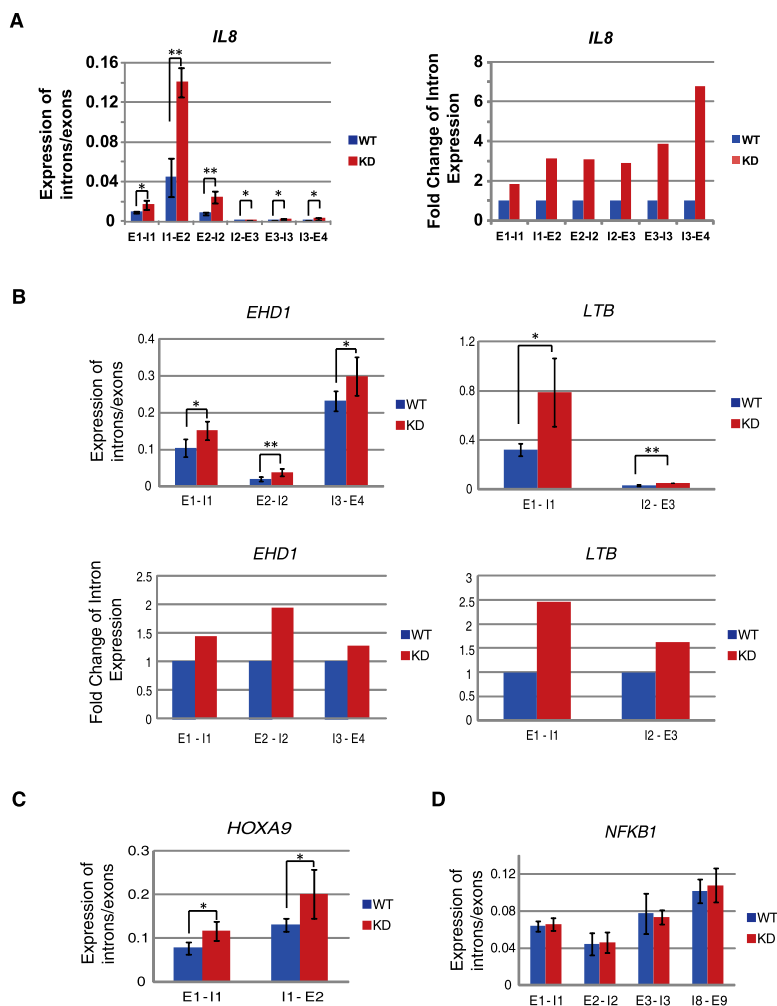 A
IL8
Expression of
introns/exons
0.16
0.12
0.08
0.04
0
*
**
**
*
*
*
E1-I1 I1-E2 E2-I2 I2-E3 E3-I3 I3-E4
WT
KD
IL8
Fold Change of Intron
Expression
8
6
4
2
0
E1-I1 I1-E2 E2-I2 I2-E3 E3-I3 I3-E4
WT
KD
B
EHD1
Expression of
introns/exons
0.4
0.3
0.2
0.1
0
*
**
*
E1-I1 E2-I2 I3-E4
WT
KD
LTB
1.2
0.8
0.4
0
*
**
E1-I1 I2-E3
WT
KD
EHD1
Fold Change of Intron
Expression
2.5
2
1.5
1
0.5
0
E1-I1 E2-I2 I3-E4
WT
KD
LTB
3
2.5
2
1.5
1
0.5
0
E1-I1 I2-E3
WT
KD
C
HOXA9
Expression of
introns/exons
0.3
0.2
0.1
0
*
*
E1-I1 I1-E2
WT
KD
D
NFKB1
Expression of
introns/exons
0.12
0.08
0.04
0
E1-I1 E2-I2 E3-I3 I8-E9
WT
KD